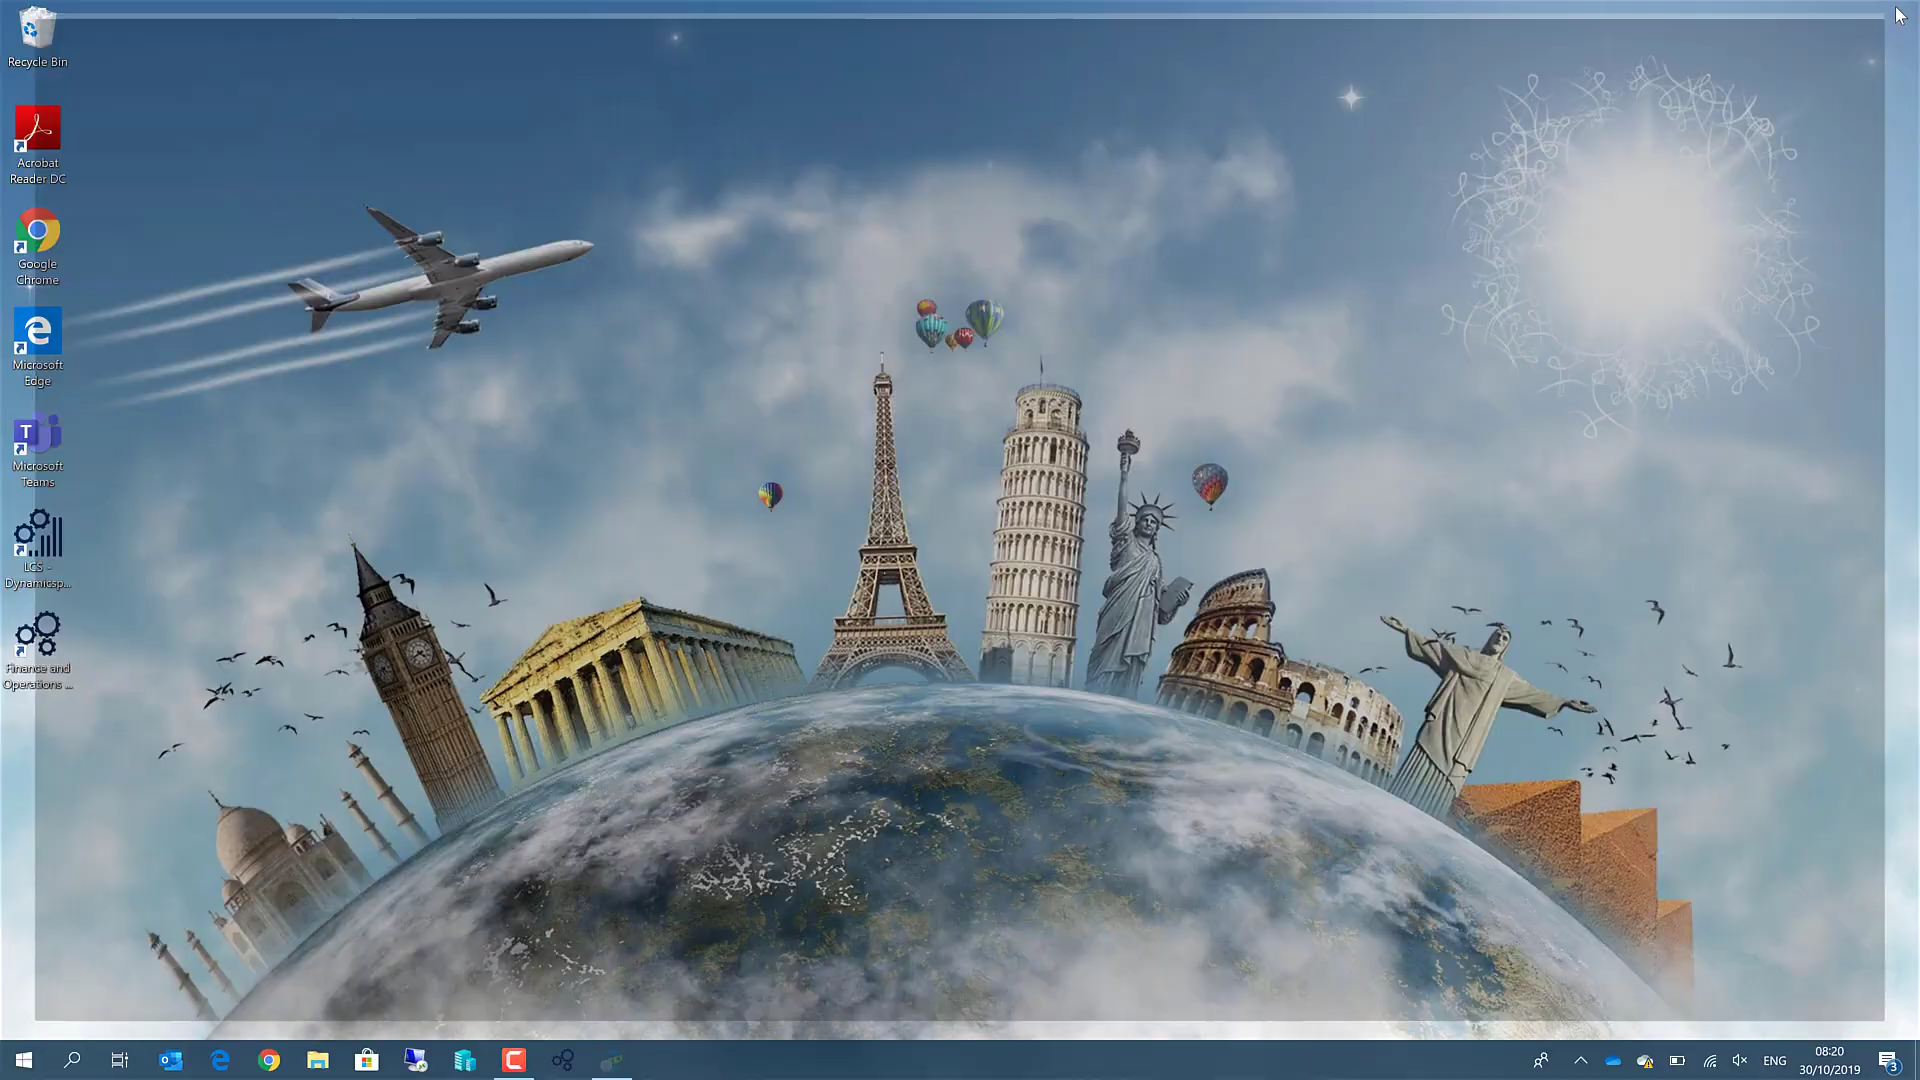 Recycle Bin
Acrobat
Reader DC
Google
Chrome
Microsoft
Edge
T
Microsoft
Teams
LCS -
Dynamicsp...
Finance and
Operations ...
ENG
08:20
30/10/2019
3